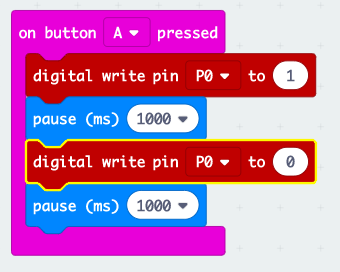 on button A pressed
digital write pin P0 to 1
pause (ms) 1000
digital write pin P0 to 0
pause (ms) 1000